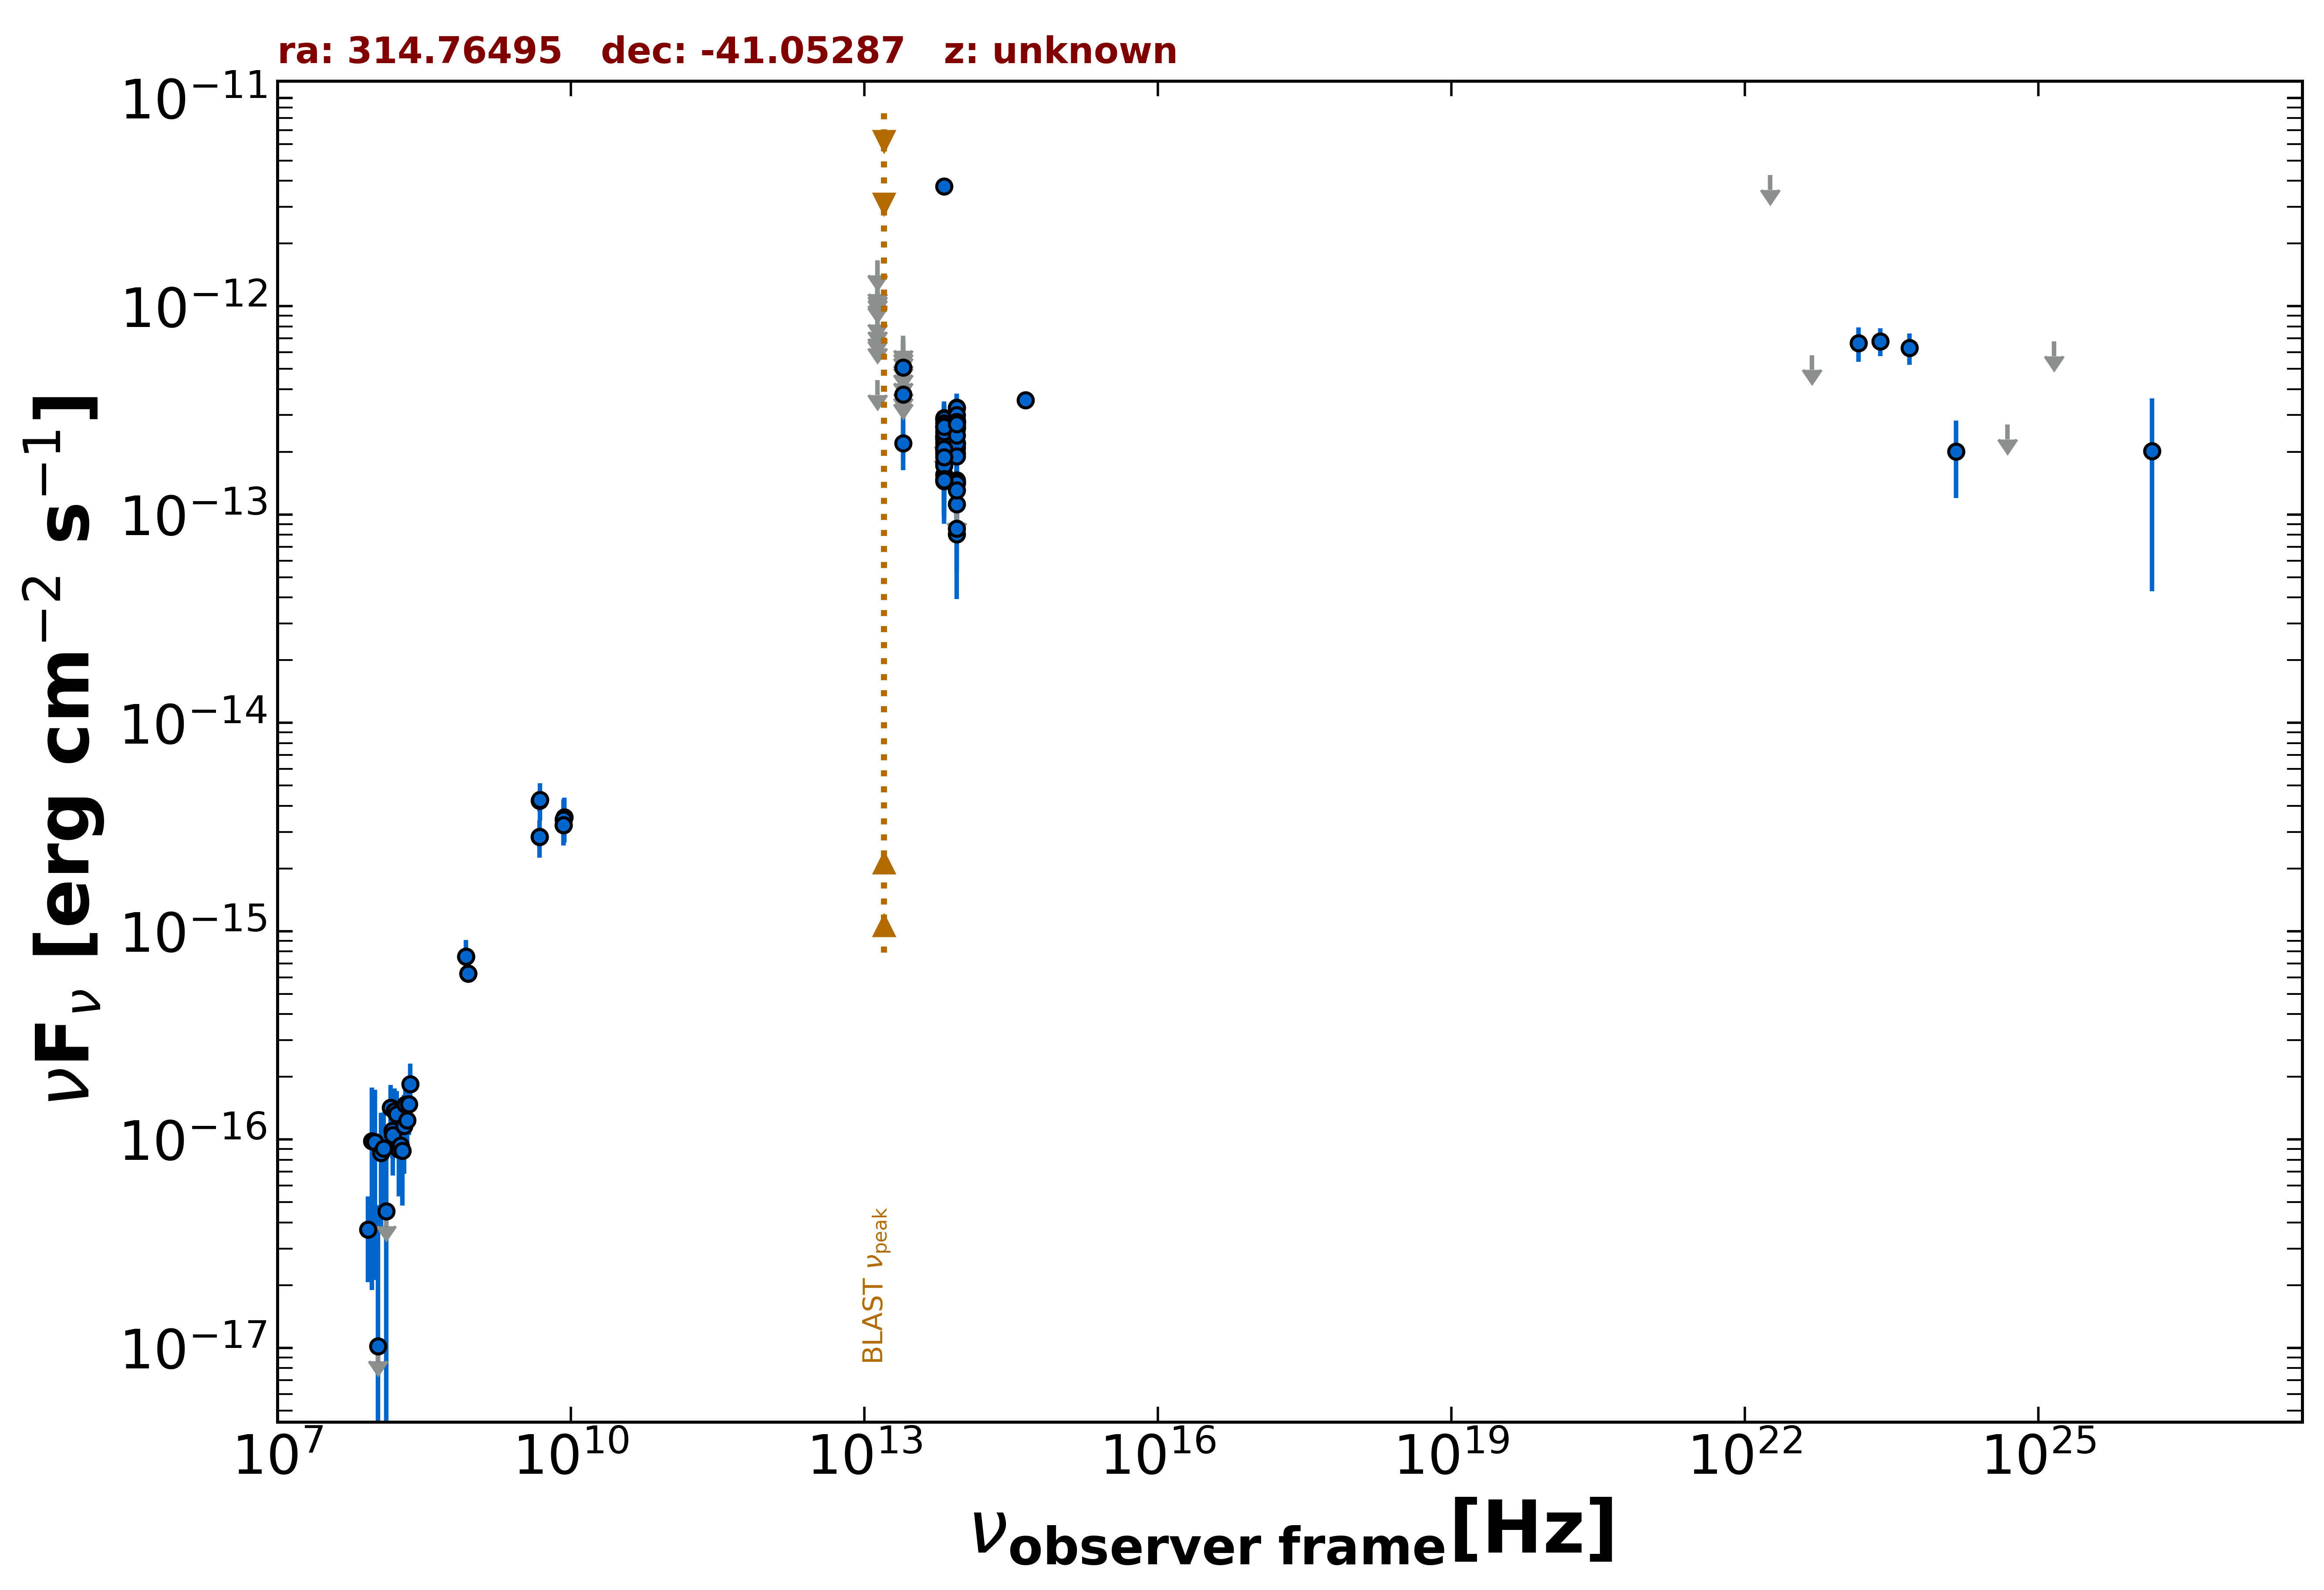 ra: 314.76495   dec: -41.05287   z: unknown
νFν [erg cm−2 s−1]
10−11
10−12
10−13
10−14
10−15
10−16
10−17
BLAST νpeak
107 1010 1013 1016 1019 1022 1025
νobserver frame[Hz]